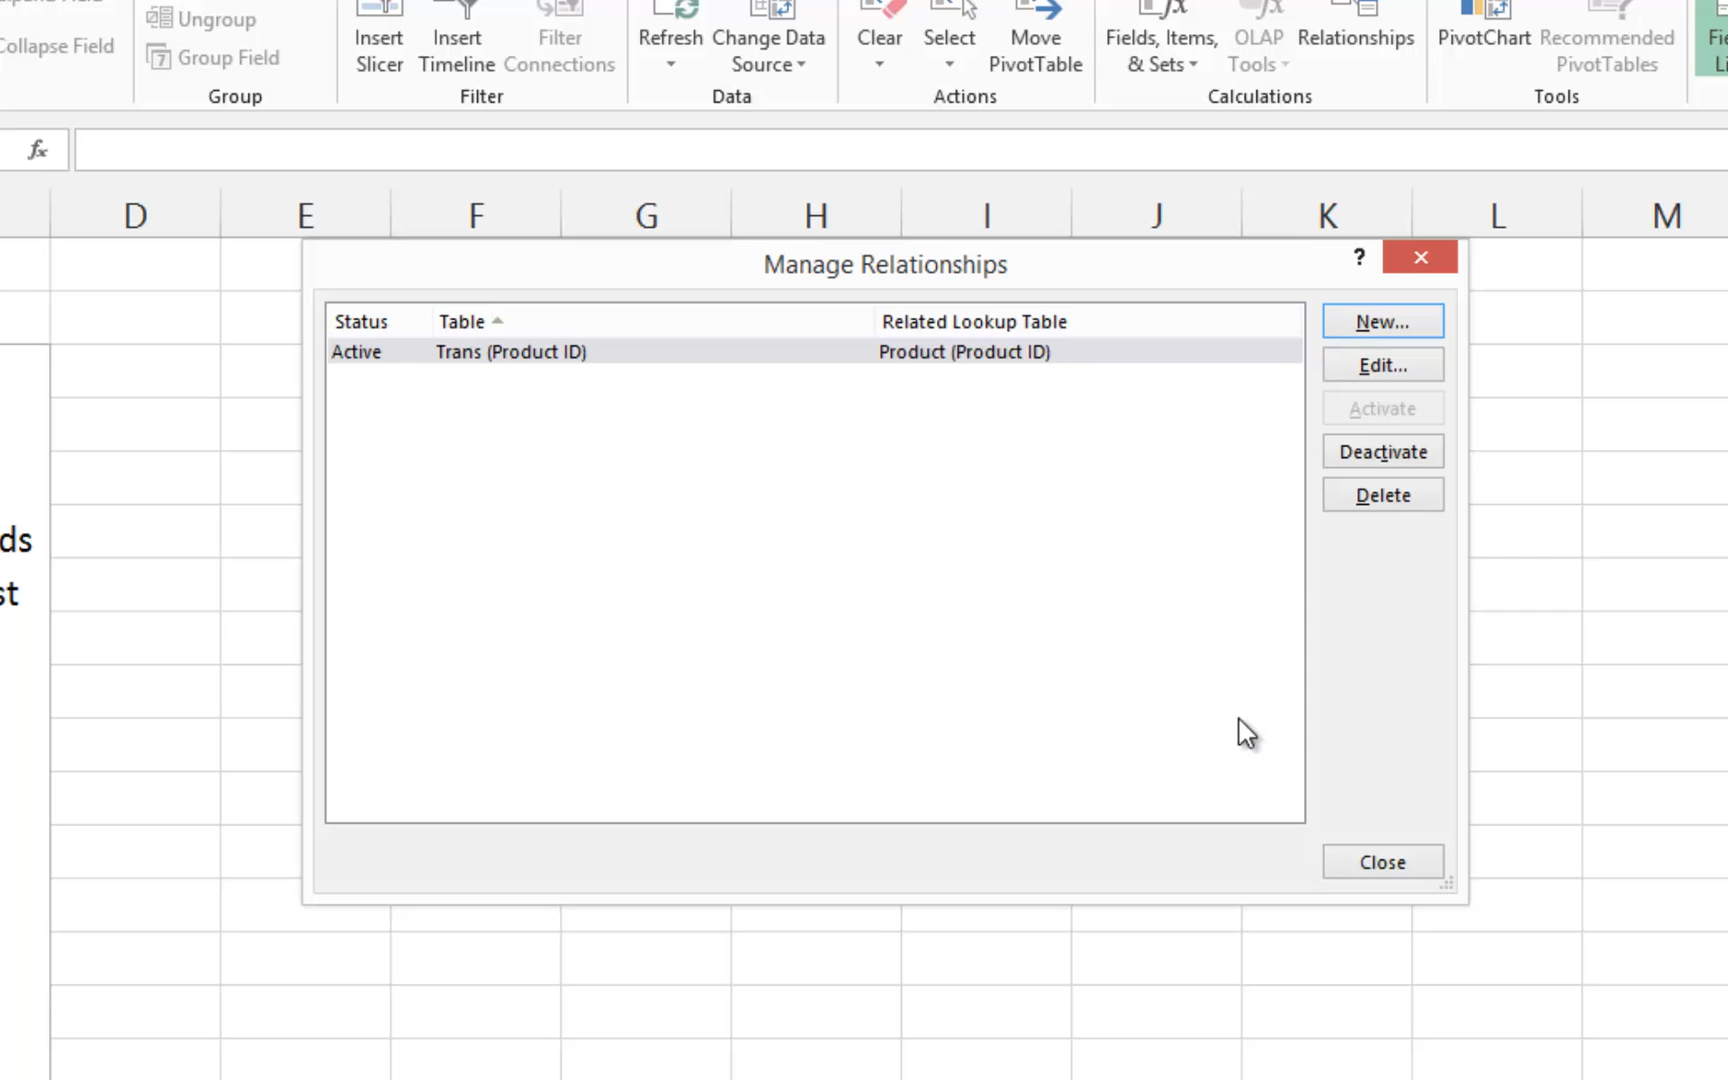 Ungroup
Collapse Field
Group Field
Insert Slicer
Insert Timeline
Filter Connections
Refresh
Change Data Source
Clear
Select
Move PivotTable
Fields, Items, & Sets
OLAP Tools
Relationships
PivotChart
Recommended PivotTables
Group
Filter
Data
Actions
Calculations
Tools
fx
D E F G H I J K L M
Manage Relationships
?
Status Table Related Lookup Table
Active Trans (Product ID) Product (Product ID)
New...
Edit...
Activate
Deactivate
Delete
ds
st
Close